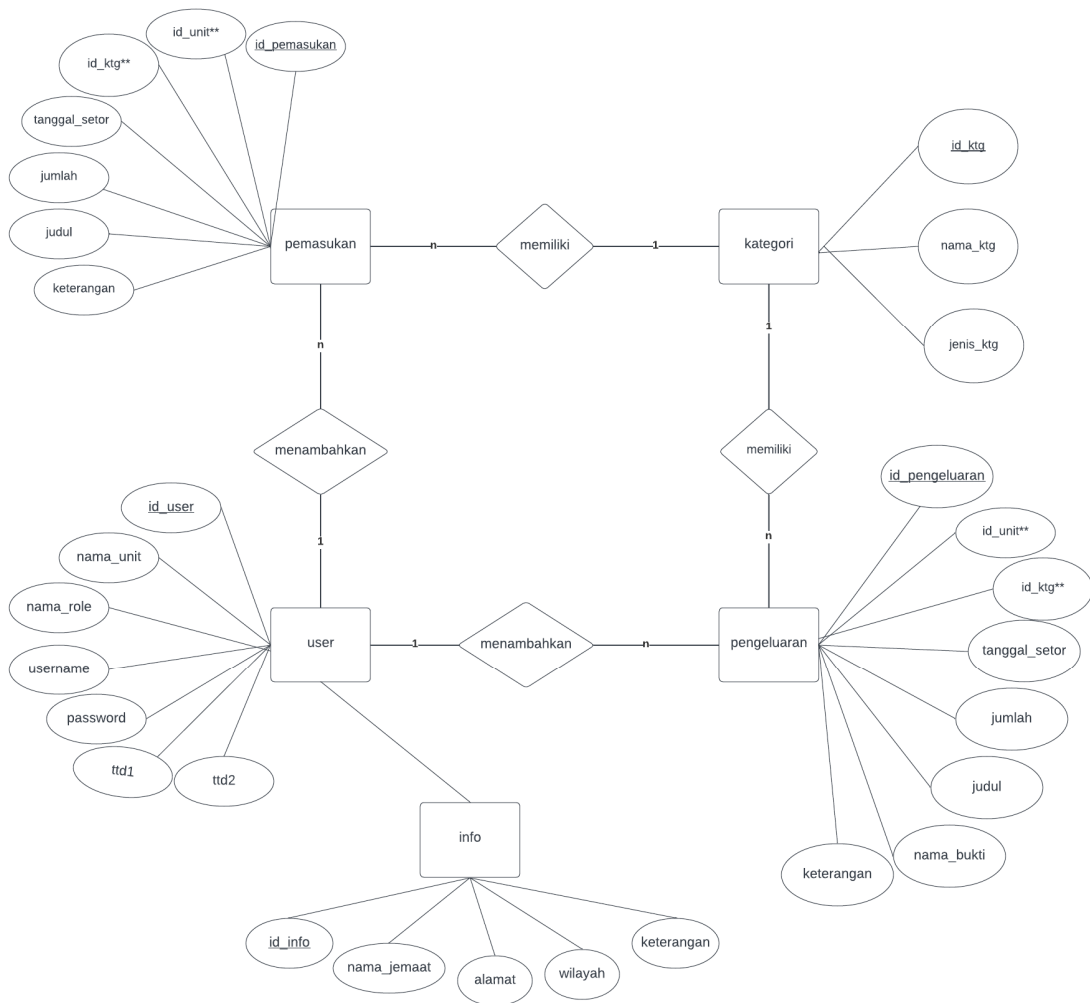 id_unit**
id_pemasukan
id_ktg**
tanggal_setor
jumlah
judul
keterangan
pemasukan
n
memiliki
1
kategori
id_ktg
nama_ktg
jenis_ktg
n
menambahkan
1
1
memiliki
n
id_user
nama_unit
nama_role
username
password
ttd1
ttd2
user
1
menambahkan
n
pengeluaran
id_pengeluaran
id_unit**
id_ktg**
tanggal_setor
jumlah
judul
nama_bukti
keterangan
info
id_info
nama_jemaat
alamat
wilayah
keterangan